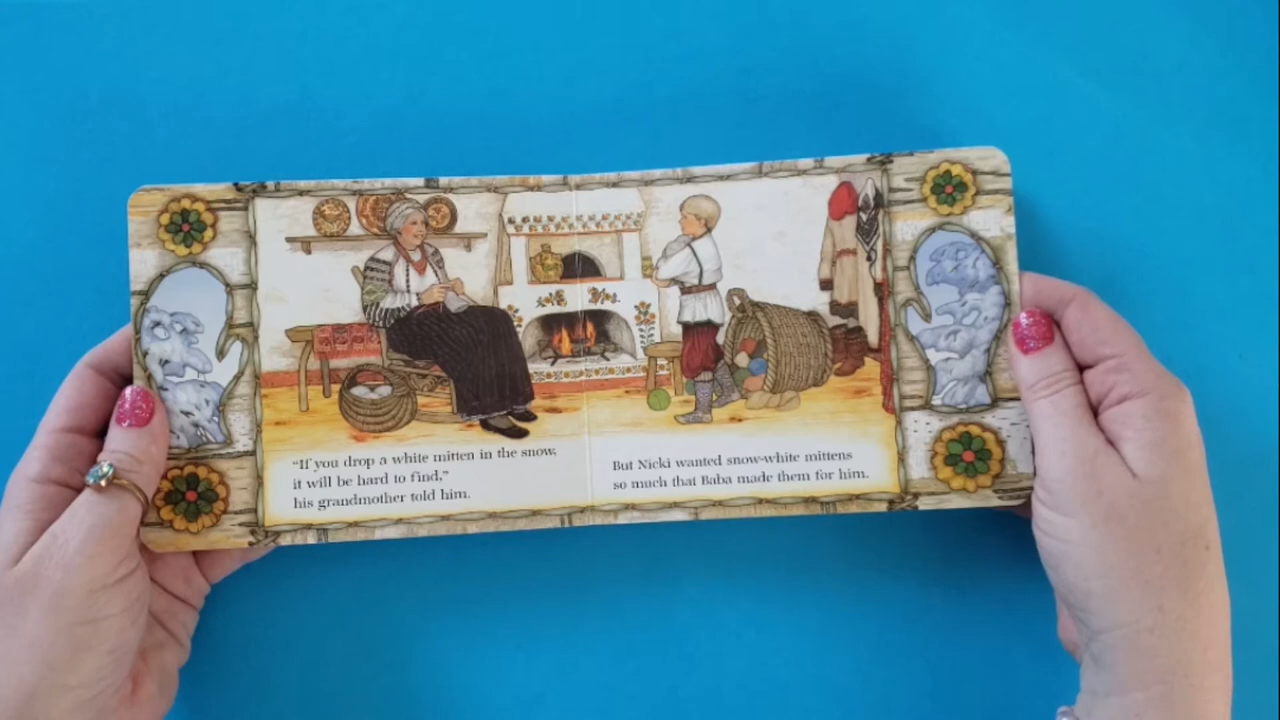 “If you drop a white mitten in the snow,
it will be hard to find,”
his grandmother told him.
But Nicki wanted snow-white mittens
so much that Baba made them for him.